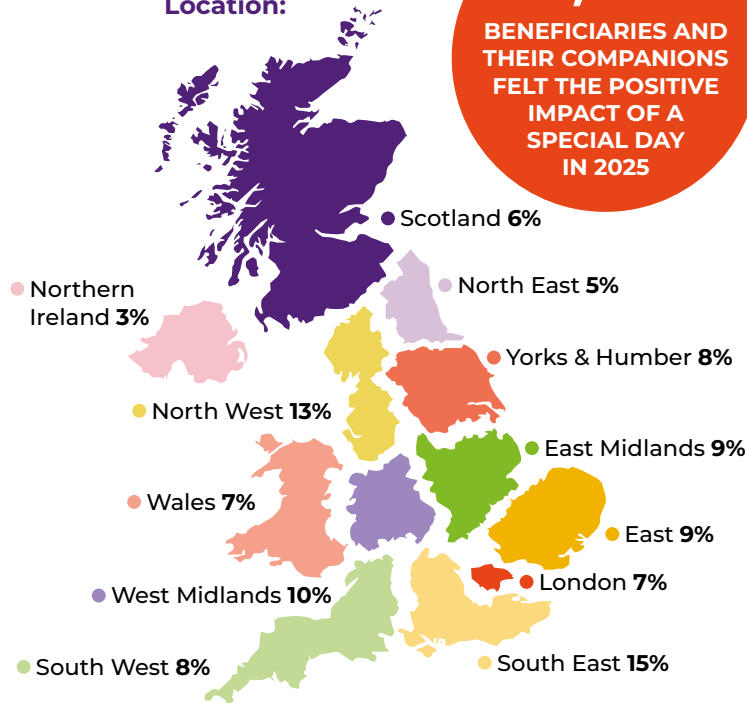 Location:
BENEFICIARIES AND
THEIR COMPANIONS
FELT THE POSITIVE
IMPACT OF A
SPECIAL DAY
IN 2025
Scotland 6%
North East 5%
Northern
Ireland 3%
Yorks & Humber 8%
North West 13%
East Midlands 9%
Wales 7%
East 9%
London 7%
West Midlands 10%
South West 8%
South East 15%